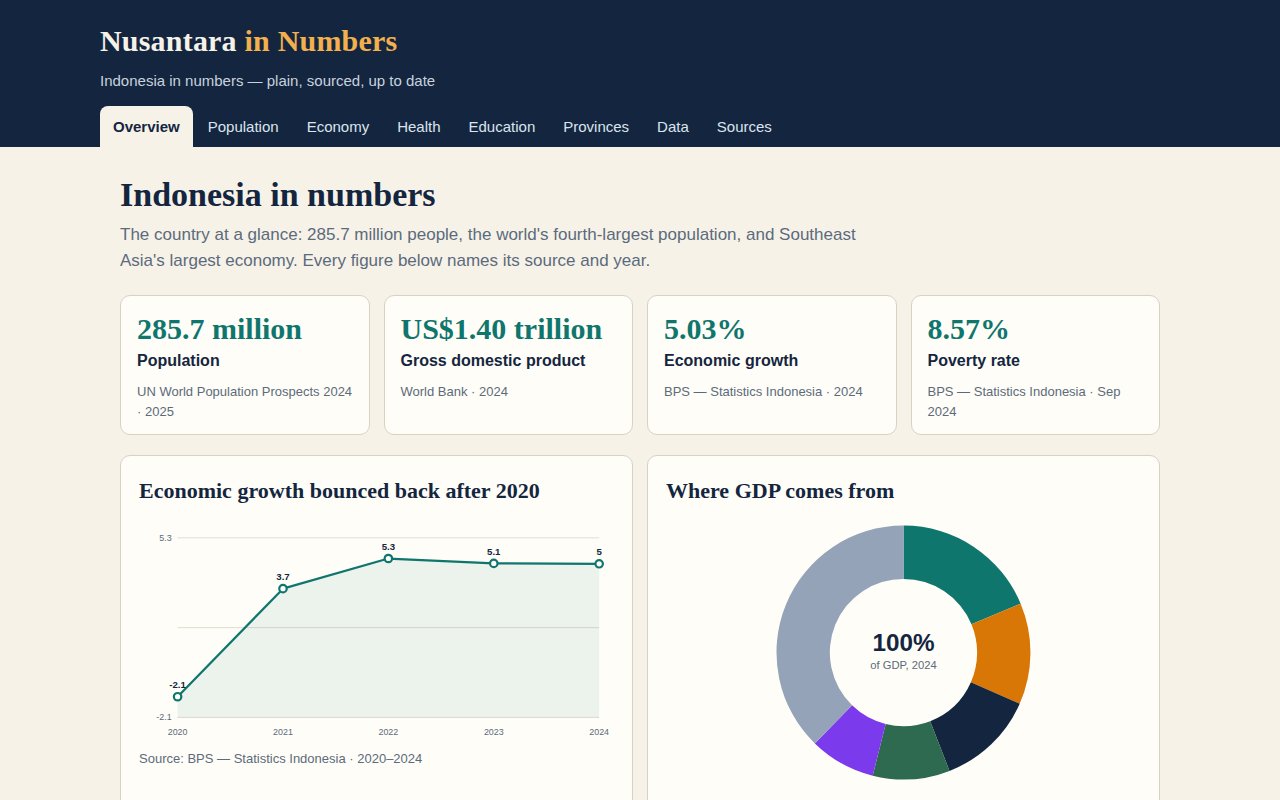 Nusantara in Numbers
Indonesia in numbers — plain, sourced, up to date
Overview Population Economy Health Education Provinces Data Sources
Indonesia in numbers
The country at a glance: 285.7 million people, the world's fourth-largest population, and Southeast
Asia's largest economy. Every figure below names its source and year.
285.7 million
Population
UN World Population Prospects 2024
· 2025
US$1.40 trillion
Gross domestic product
World Bank · 2024
5.03%
Economic growth
BPS — Statistics Indonesia · 2024
8.57%
Poverty rate
BPS — Statistics Indonesia · Sep
2024
Economic growth bounced back after 2020
5.3
-2.1
-2.1
3.7
5.3
5.1
5
2020 2021 2022 2023 2024
Source: BPS — Statistics Indonesia · 2020–2024
Where GDP comes from
100%
of GDP, 2024